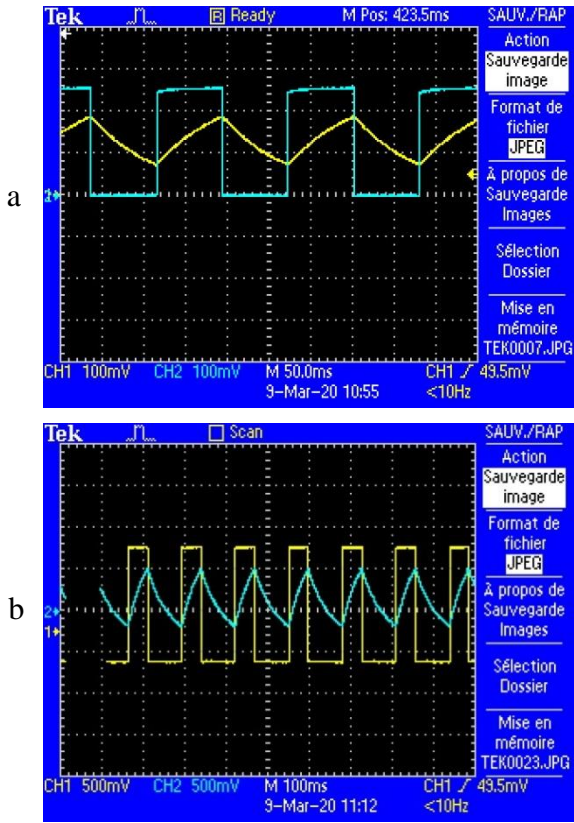 Tek
R Ready
M Pos: 423.5ms
SAUV./RAP
Action
Sauvegarde
image
Format de
fichier
JPEG
À propos de
Sauvegarde
Images
Sélection
Dossier
Mise en
mémoire
TEK0007.JPG
a
CH1 100mV
CH2 100mV
M 50.0ms
CH1
49.5mV
9-Mar-20 10:55
<10Hz
Tek
Scan
SAUV./RAP
Action
Sauvegarde
image
Format de
fichier
JPEG
À propos de
Sauvegarde
Images
Sélection
Dossier
Mise en
mémoire
TEK0023.JPG
b
2
1
CH1 500mV
CH2 500mV
M 100ms
CH1
49.5mV
9-Mar-20 11:12
<10Hz